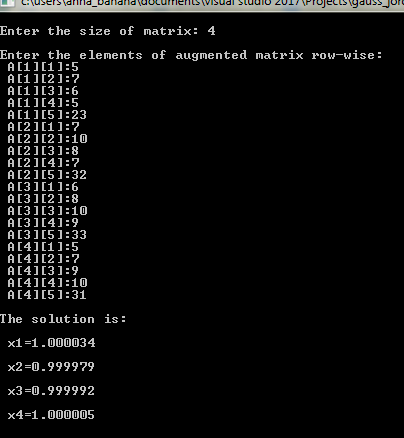 c:\users\anna_banana\documents\visual studio 2017\Projects\gauss_jor
Enter the size of matrix: 4
Enter the elements of augmented matrix row-wise:
A[1][1]:5
A[1][2]:7
A[1][3]:6
A[1][4]:5
A[1][5]:23
A[2][1]:7
A[2][2]:10
A[2][3]:8
A[2][4]:7
A[2][5]:32
A[3][1]:6
A[3][2]:8
A[3][3]:10
A[3][4]:9
A[3][5]:33
A[4][1]:5
A[4][2]:7
A[4][3]:9
A[4][4]:10
A[4][5]:31
The solution is:
x1=1.000034
x2=0.999979
x3=0.999992
x4=1.000005